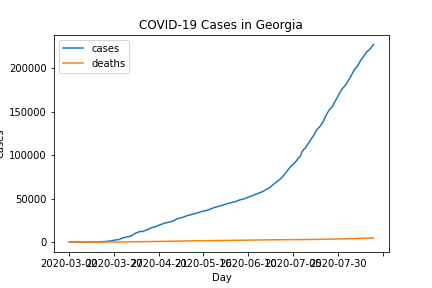 COVID-19 Cases in Georgia
cases
deaths
200000
150000
100000
50000
0
cases
2020-03-02 2020-03-27 2020-04-21 2020-05-16 2020-06-10 2020-07-05 2020-07-30
Day